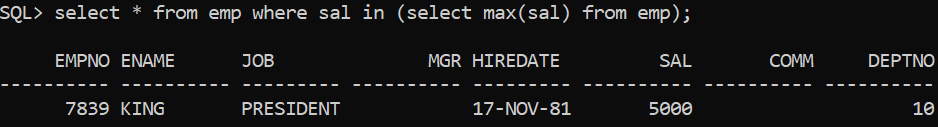 SQL> select * from emp where sal in (select max(sal) from emp);
     EMPNO ENAME      JOB              MGR HIREDATE         SAL       COMM     DEPTNO
---------- ---------- --------- ---------- --------- ---------- ---------- ----------
      7839 KING       PRESIDENT            17-NOV-81       5000                    10